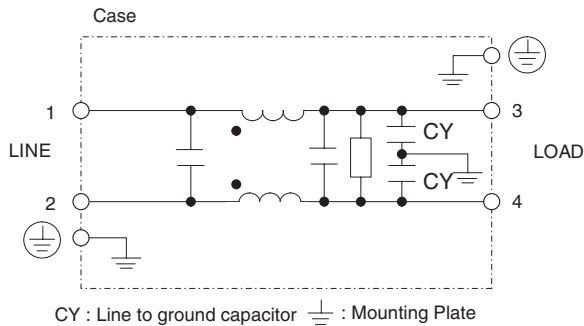 Case
1
3
CY
LINE
LOAD
CY
2
4
CY : Line to ground capacitor : Mounting Plate